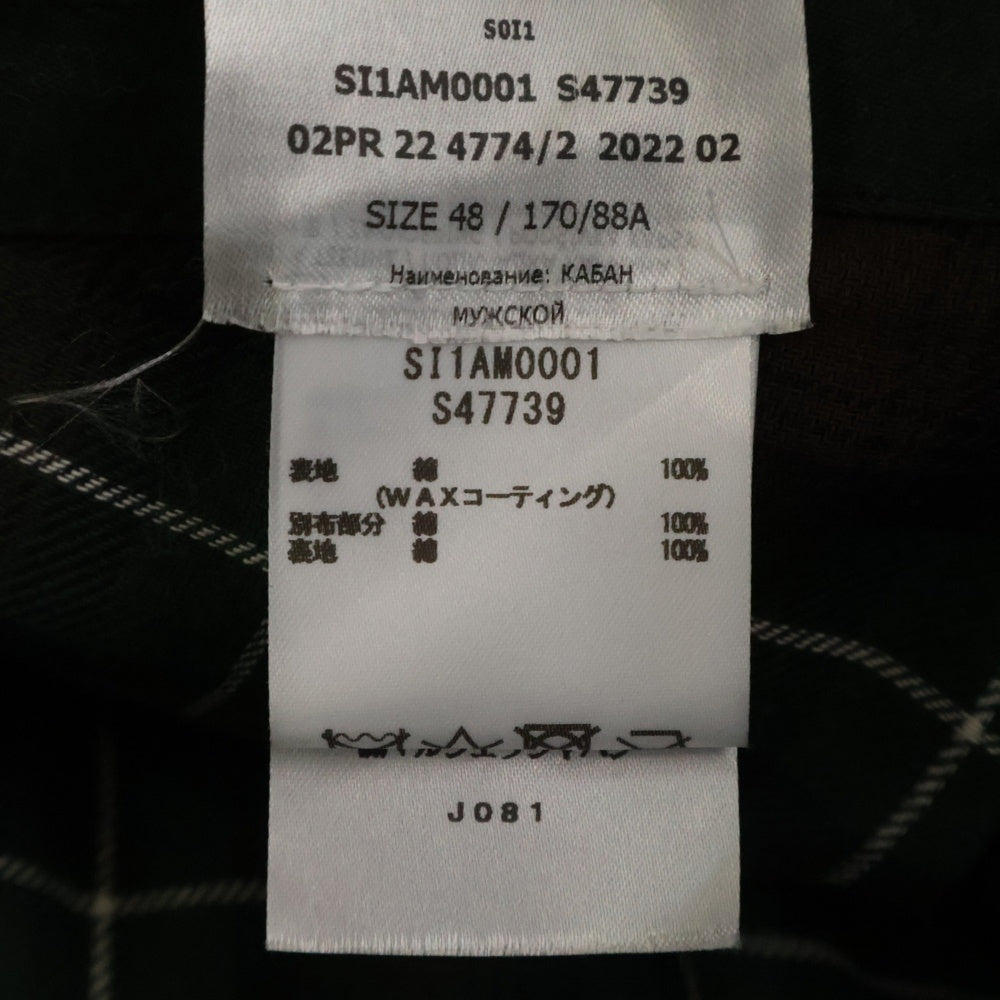 S0I1
SI1AM0001 S47739
02PR 22 4774/2 2022 02
SIZE 48 / 170/88A
Наименование: КАБАН
МУЖСКОЙ
SI1AM0001
S47739
表地 綿 100%
(WAXコーティング)
別布部分 綿 100%
裏地 綿 100%
J081